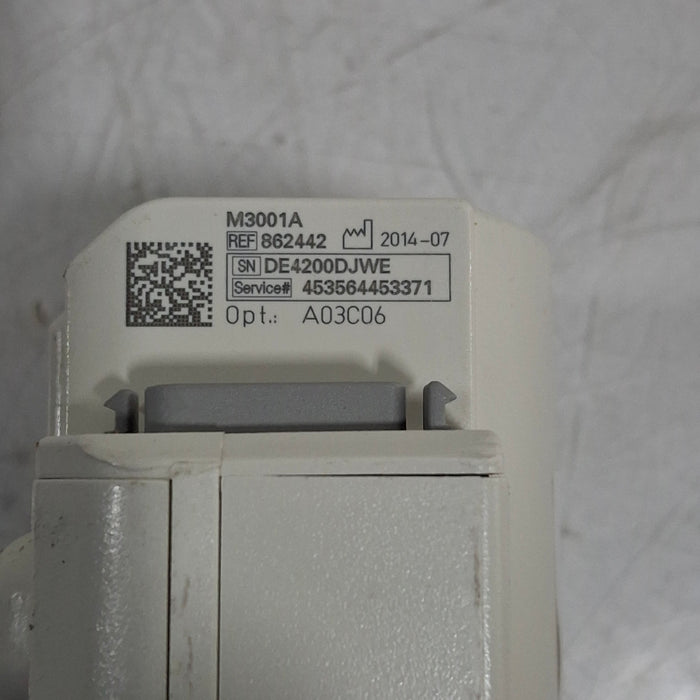 M3001A
REF 862442 2014-07
SN DE4200DJWE
Service# 453564453371
Opt.: A03C06